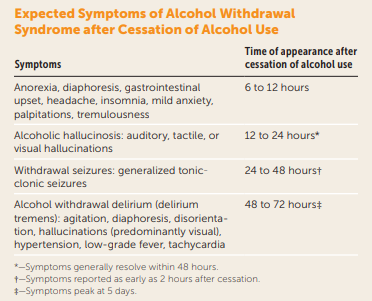 Expected Symptoms of Alcohol Withdrawal
Syndrome after Cessation of Alcohol Use
Symptoms
Time of appearance after
cessation of alcohol use
Anorexia, diaphoresis, gastrointestinal
upset, headache, insomnia, mild anxiety,
palpitations, tremulousness
6 to 12 hours
Alcoholic hallucinosis: auditory, tactile, or
visual hallucinations
12 to 24 hours*
Withdrawal seizures: generalized tonic-
clonic seizures
24 to 48 hours†
Alcohol withdrawal delirium (delirium
tremens): agitation, diaphoresis, disorienta-
tion, hallucinations (predominantly visual),
hypertension, low-grade fever, tachycardia
48 to 72 hours‡
*—Symptoms generally resolve within 48 hours.
†—Symptoms reported as early as 2 hours after cessation.
‡—Symptoms peak at 5 days.